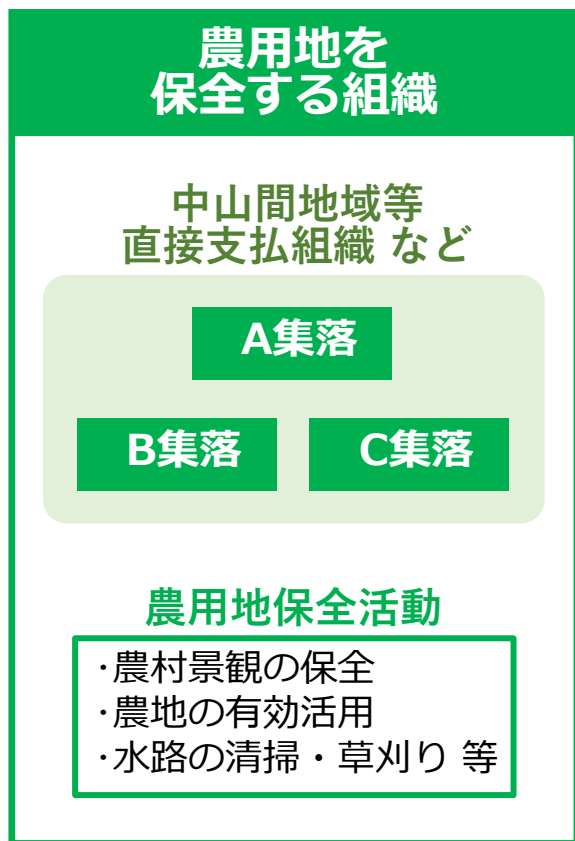 農用地を
保全する組織
中山間地域等
直接支払組織 など
A集落
B集落
C集落
農用地保全活動
･農村景観の保全
･農地の有効活用
･水路の清掃・草刈り 等